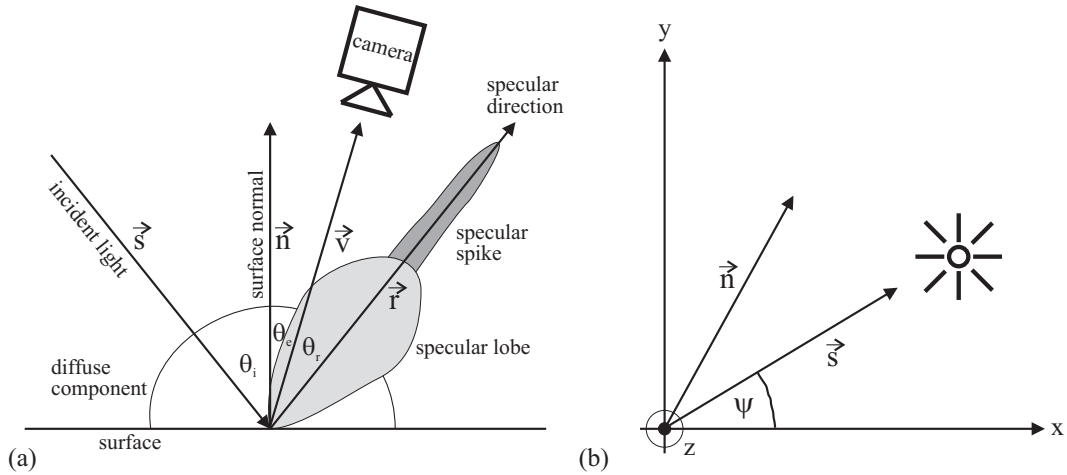 camera
specular
direction
incident light
s
surface normal
n
v
specular
spike
r
θe
θr
specular lobe
θi
diffuse
component
surface
(a)
y
n
s
ψ
x
z
(b)